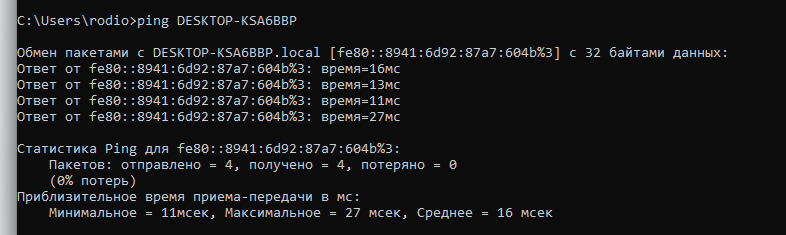 C:\Users\rodio>ping DESKTOP-KSA6BBP
Обмен пакетами с DESKTOP-KSA6BBP.local [fe80::8941:6d92:87a7:604b%3] с 32 байтами данных:
Ответ от fe80::8941:6d92:87a7:604b%3: время=16мс
Ответ от fe80::8941:6d92:87a7:604b%3: время=13мс
Ответ от fe80::8941:6d92:87a7:604b%3: время=11мс
Ответ от fe80::8941:6d92:87a7:604b%3: время=27мс
Статистика Ping для fe80::8941:6d92:87a7:604b%3:
Пакетов: отправлено = 4, получено = 4, потеряно = 0
(0% потерь)
Приблизительное время приема-передачи в мс:
Минимальное = 11мсек, Максимальное = 27 мсек, Среднее = 16 мсек